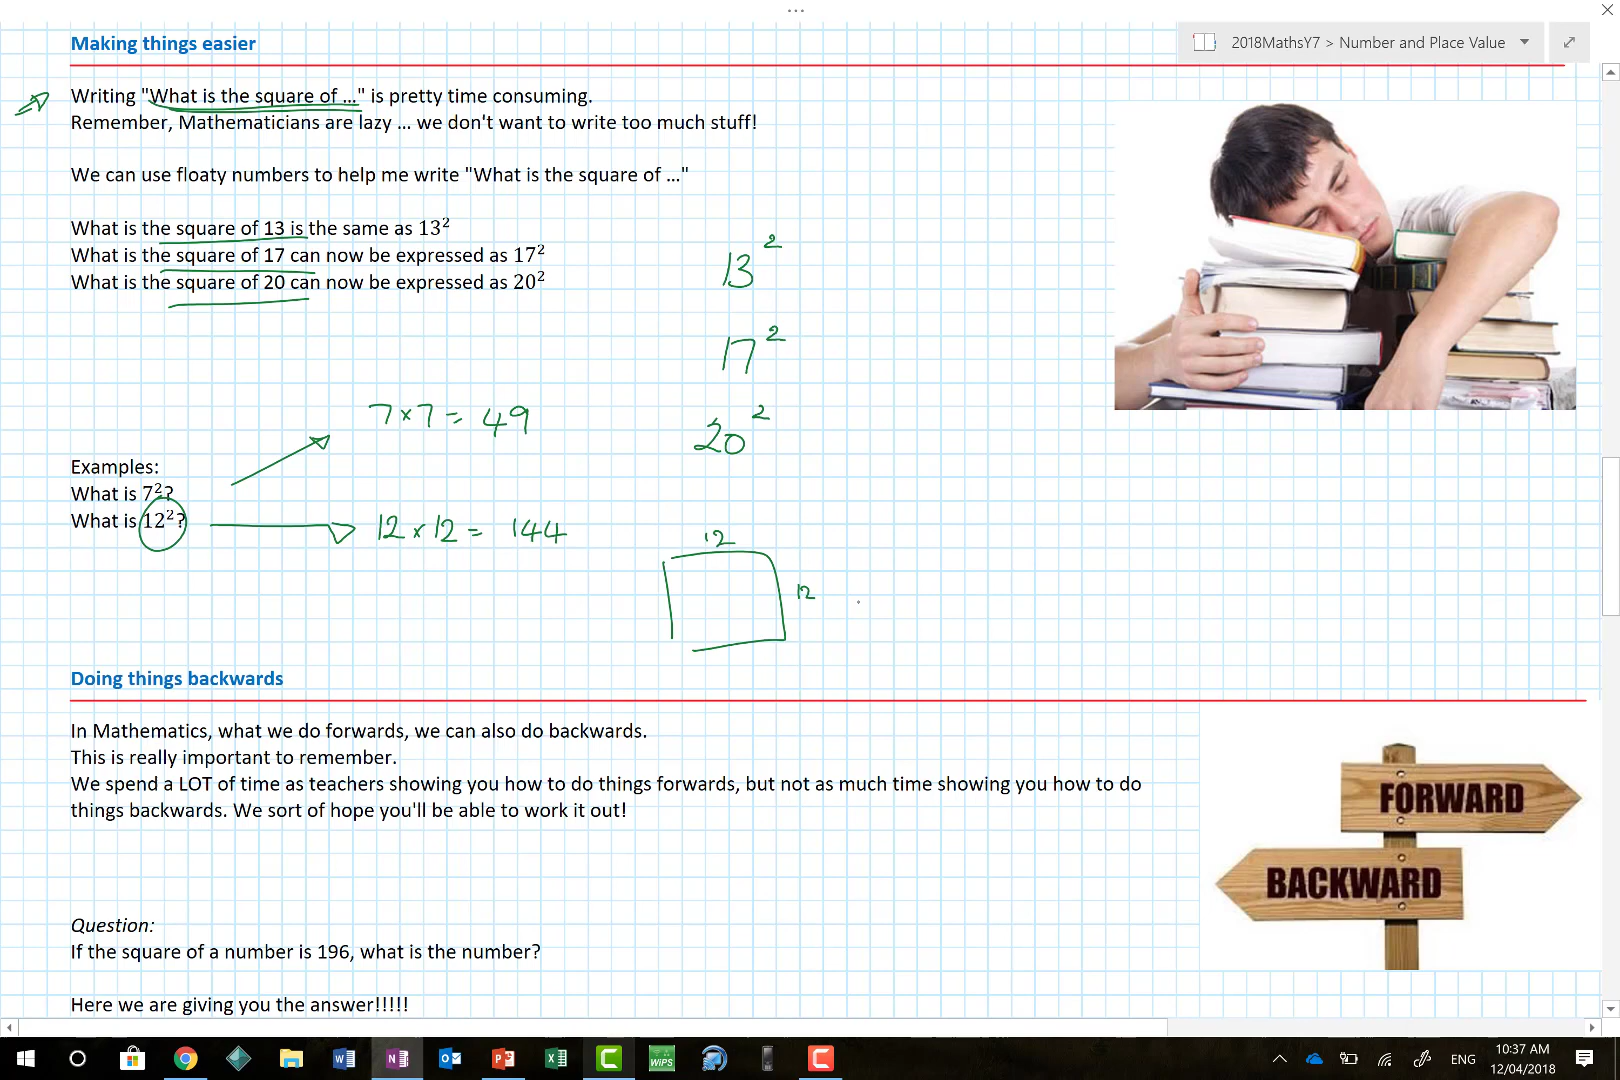 Making things easier
2018MathsY7 > Number and Place Value
Writing "What is the square of ..." is pretty time consuming.
Remember, Mathematicians are lazy ... we don't want to write too much stuff!
We can use floaty numbers to help me write "What is the square of ..."
What is the square of 13 is the same as 13²
What is the square of 17 can now be expressed as 17²
What is the square of 20 can now be expressed as 20²
13²
17²
20²
7 × 7 = 49
Examples:
What is 7²?
What is 12²?
12 × 12 = 144
12
12
Doing things backwards
In Mathematics, what we do forwards, we can also do backwards.
This is really important to remember.
We spend a LOT of time as teachers showing you how to do things forwards, but not as much time showing you how to do
things backwards. We sort of hope you'll be able to work it out!
FORWARD
BACKWARD
Question:
If the square of a number is 196, what is the number?
Here we are giving you the answer!!!!!
WiPS
ENG
10:37 AM
12/04/2018